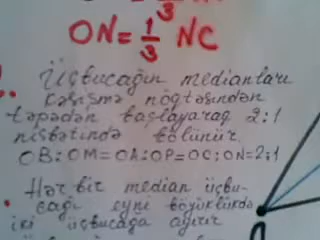 ON = 1/3 NC
Üçbucağın medianları
kəsişmə nöqtəsindən
təpədən başlayaraq 2:1
nisbətində bölünür.
OB:OM=OA:OP=OC:ON=2:1
Hər bir median üçbu-
cağı eyni böyüklükdə
iki üçbucağa ayırır